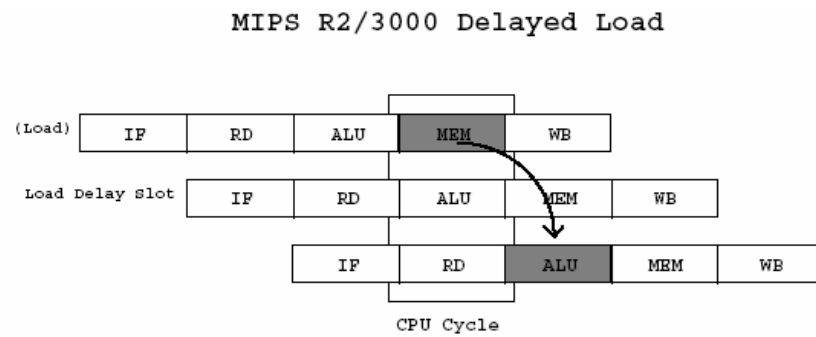 MIPS R2/3000 Delayed Load
(Load) IF RD ALU MEM WB
Load Delay Slot IF RD ALU MEM WB
IF RD ALU MEM WB
CPU Cycle